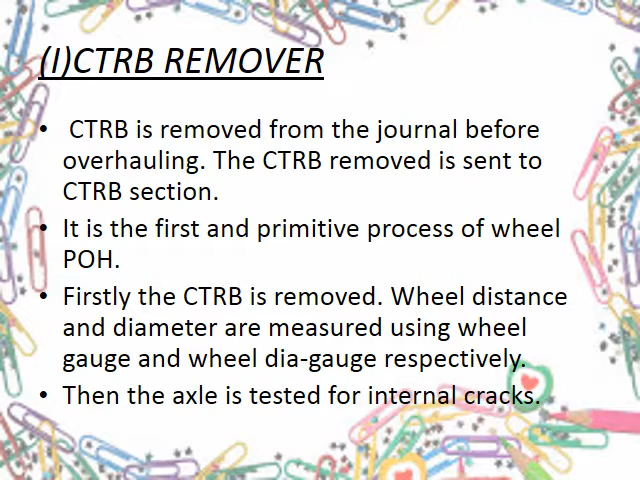 (I)CTRB REMOVER
• CTRB is removed from the journal before
overhauling. The CTRB removed is sent to
CTRB section.
• It is the first and primitive process of wheel
POH.
• Firstly the CTRB is removed. Wheel distance
and diameter are measured using wheel
gauge and wheel dia-gauge respectively.
• Then the axle is tested for internal cracks.